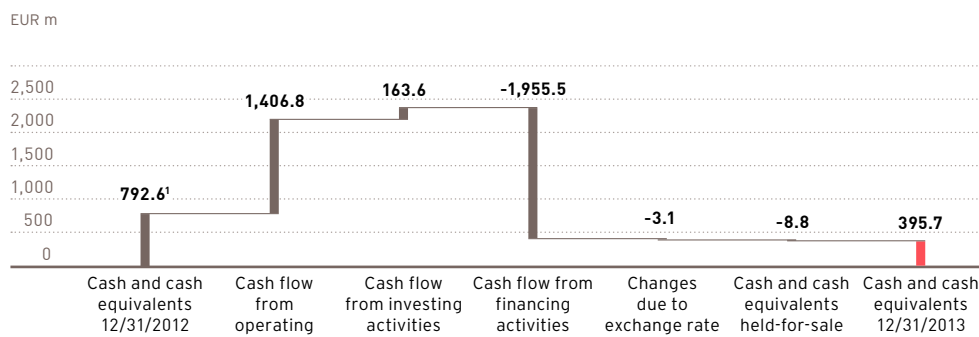 EUR m
2,500
2,000
1,500
1,000
500
0
792.6¹
1,406.8
163.6
-1,955.5
-3.1
-8.8
395.7
Cash and cash
equivalents
12/31/2012
Cash flow
from
operating
Cash flow
from investing
activities
Cash flow from
financing
activities
Changes
due to
exchange rate
Cash and cash
equivalents
held-for-sale
Cash and cash
equivalents
12/31/2013